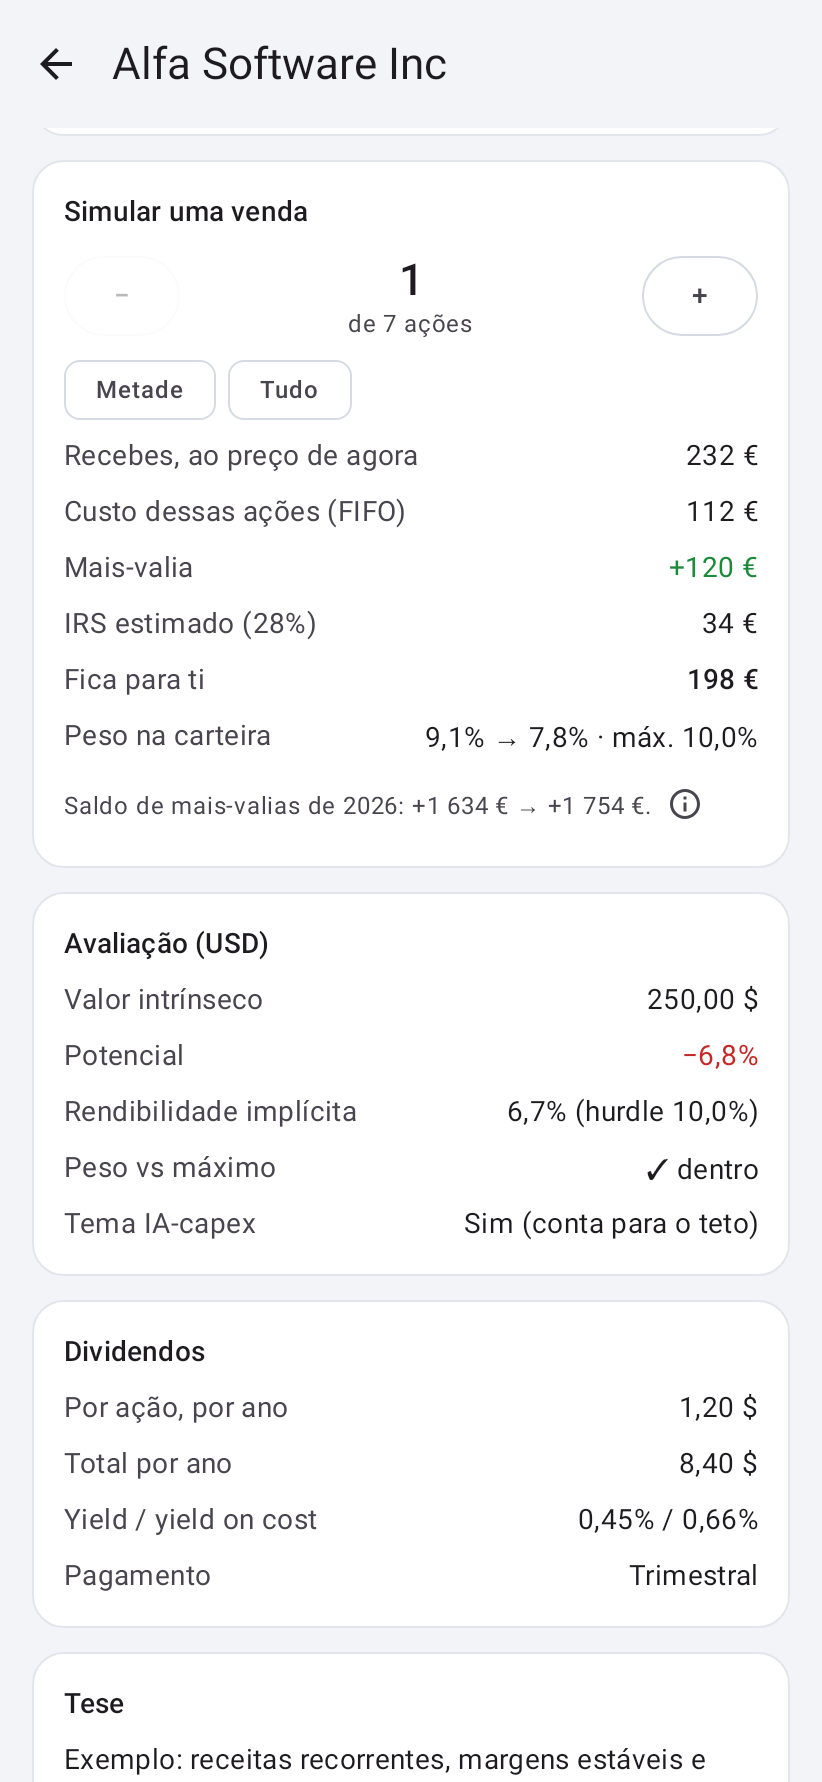 Alfa Software Inc
Simular uma venda
− 1 +
de 7 ações
Metade Tudo
Recebes, ao preço de agora 232 €
Custo dessas ações (FIFO) 112 €
Mais-valia +120 €
IRS estimado (28%) 34 €
Fica para ti 198 €
Peso na carteira 9,1% → 7,8% · máx. 10,0%
Saldo de mais-valias de 2026: +1 634 € → +1 754 €.
Avaliação (USD)
Valor intrínseco 250,00 $
Potencial −6,8%
Rendibilidade implícita 6,7% (hurdle 10,0%)
Peso vs máximo ✓ dentro
Tema IA-capex Sim (conta para o teto)
Dividendos
Por ação, por ano 1,20 $
Total por ano 8,40 $
Yield / yield on cost 0,45% / 0,66%
Pagamento Trimestral
Tese
Exemplo: receitas recorrentes, margens estáveis e